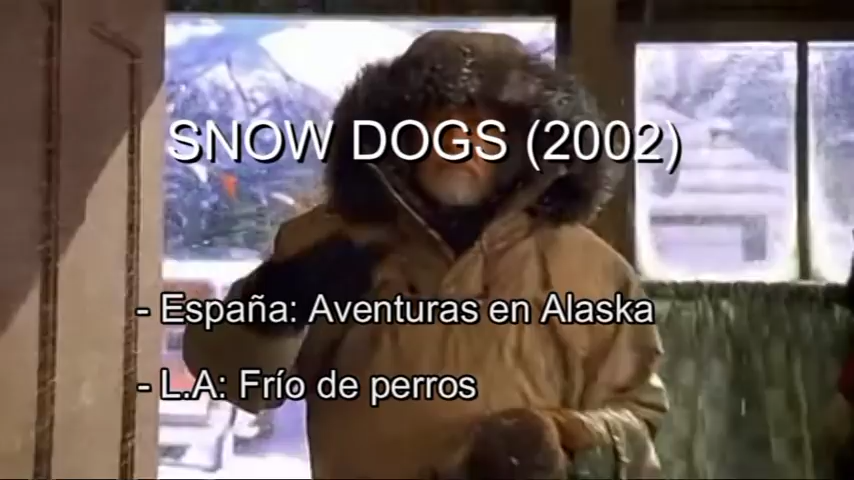 SNOW DOGS (2002)
- España: Aventuras en Alaska
- L.A: Frío de perros